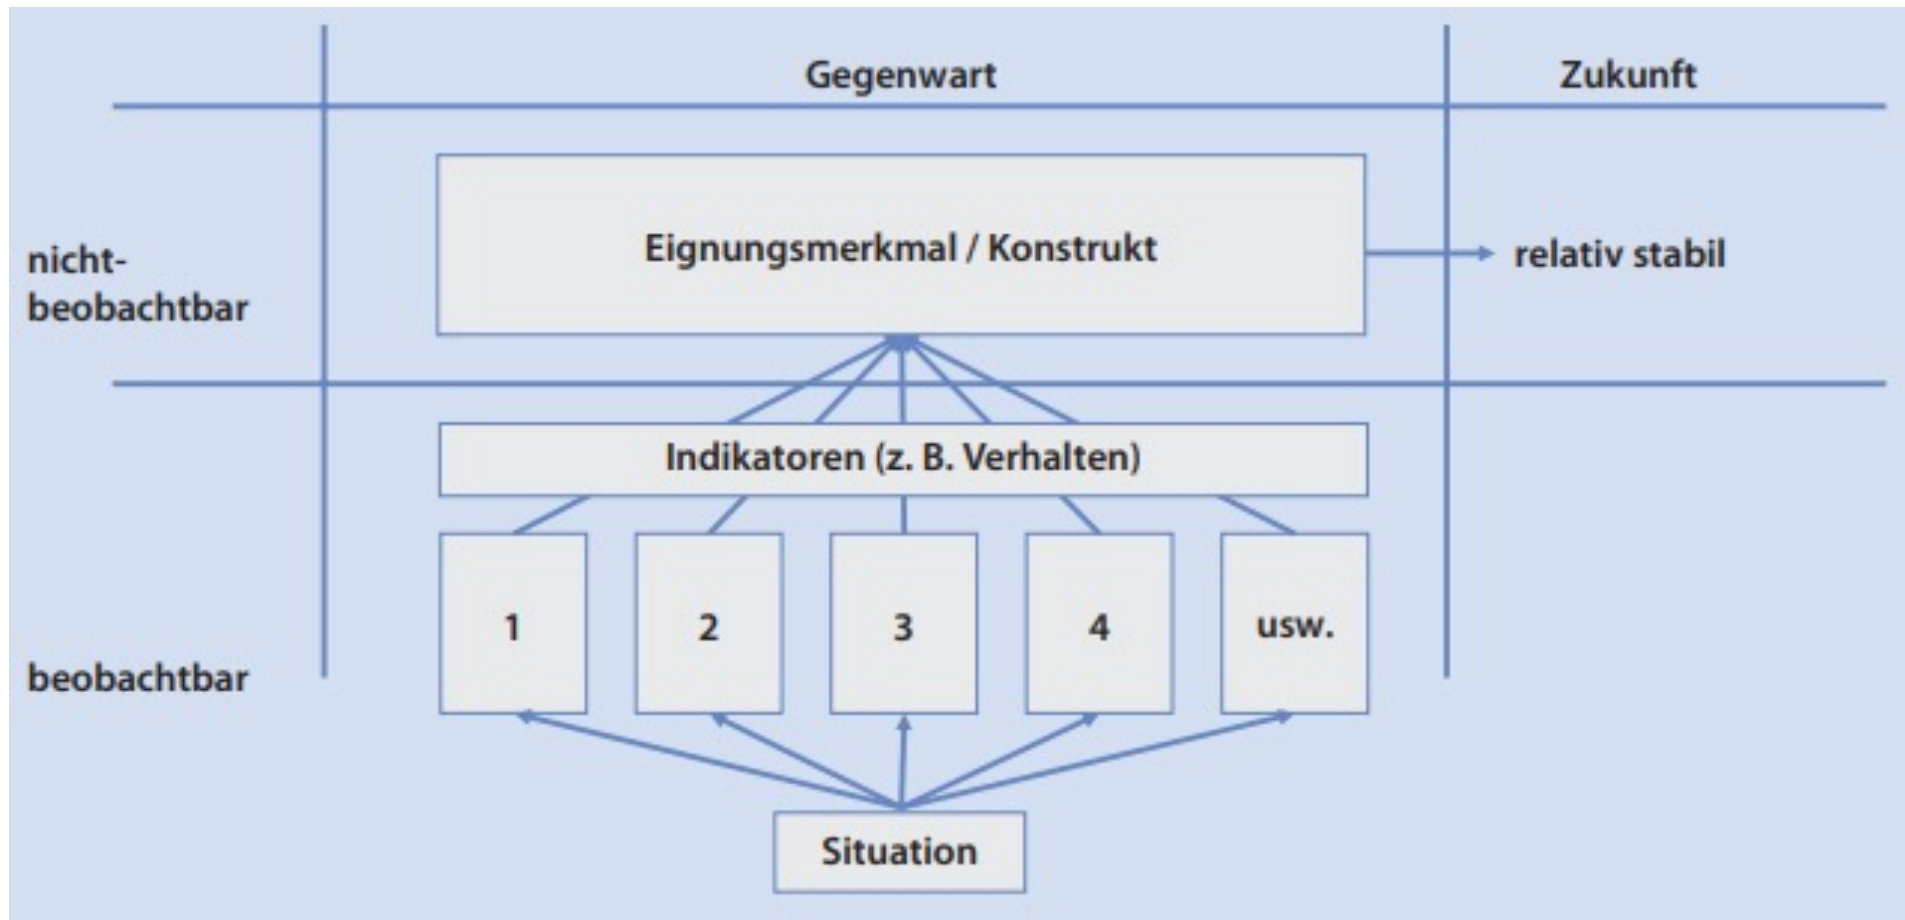 Gegenwart
Zukunft
nicht-
beobachtbar
Eignungsmerkmal / Konstrukt
relativ stabil
Indikatoren (z. B. Verhalten)
1
2
3
4
usw.
beobachtbar
Situation